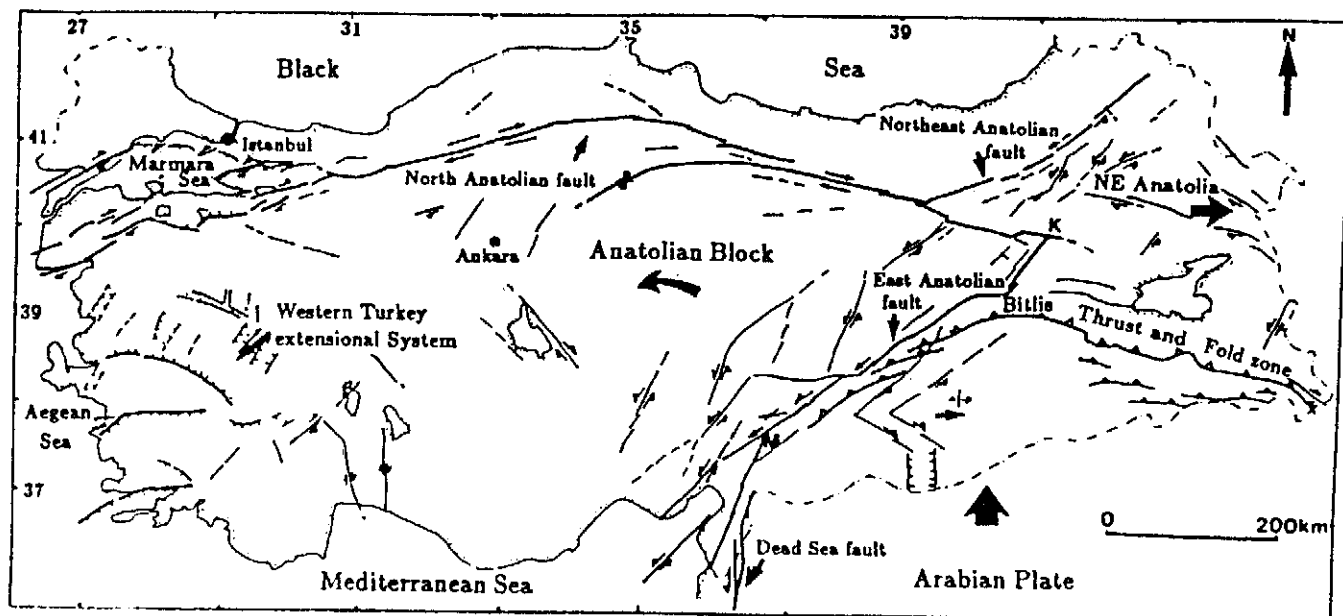 27 31 35 39
N
Black Sea
41
Istanbul
Marmara
Sea
Northeast Anatolian
fault
North Anatolian fault
NE Anatolia
K
Ankara
Anatolian Block
East Anatolian
fault
Bitlis Thrust and Fold zone
39
Western Turkey
extensional System
Aegean
Sea
M
37
0 200km
Dead Sea fault
Mediterranean Sea
Arabian Plate